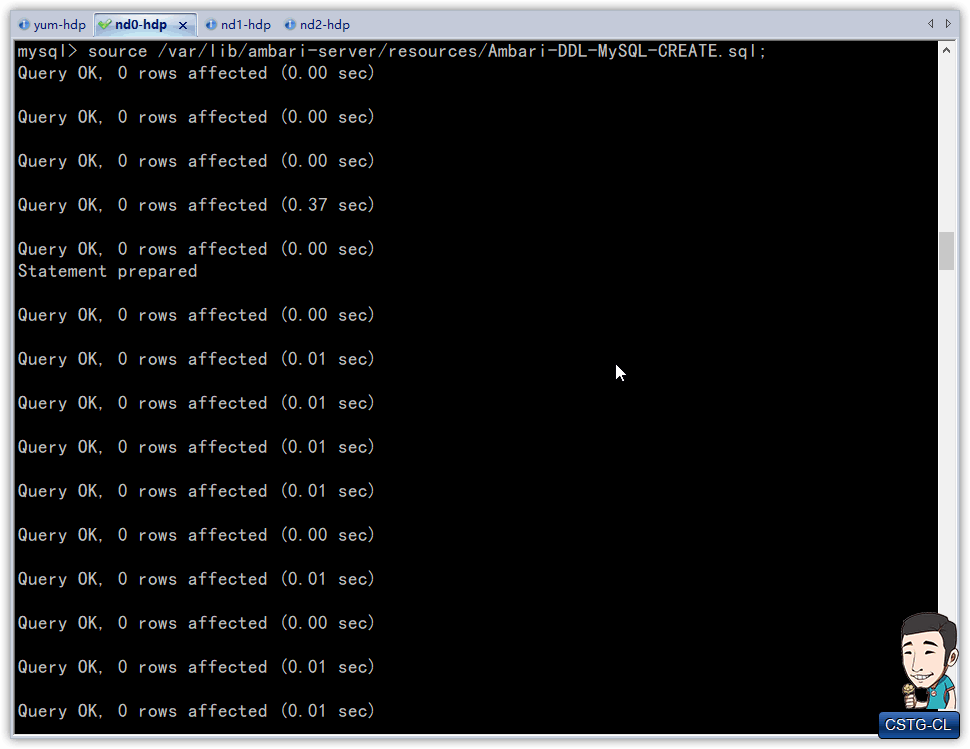 yum-hdp nd0-hdp nd1-hdp nd2-hdp
mysql> source /var/lib/ambari-server/resources/Ambari-DDL-MySQL-CREATE.sql;
Query OK, 0 rows affected (0.00 sec)
Query OK, 0 rows affected (0.00 sec)
Query OK, 0 rows affected (0.00 sec)
Query OK, 0 rows affected (0.37 sec)
Query OK, 0 rows affected (0.00 sec)
Statement prepared
Query OK, 0 rows affected (0.00 sec)
Query OK, 0 rows affected (0.01 sec)
Query OK, 0 rows affected (0.01 sec)
Query OK, 0 rows affected (0.01 sec)
Query OK, 0 rows affected (0.01 sec)
Query OK, 0 rows affected (0.00 sec)
Query OK, 0 rows affected (0.01 sec)
Query OK, 0 rows affected (0.00 sec)
Query OK, 0 rows affected (0.01 sec)
Query OK, 0 rows affected (0.01 sec)
CSTG-CL